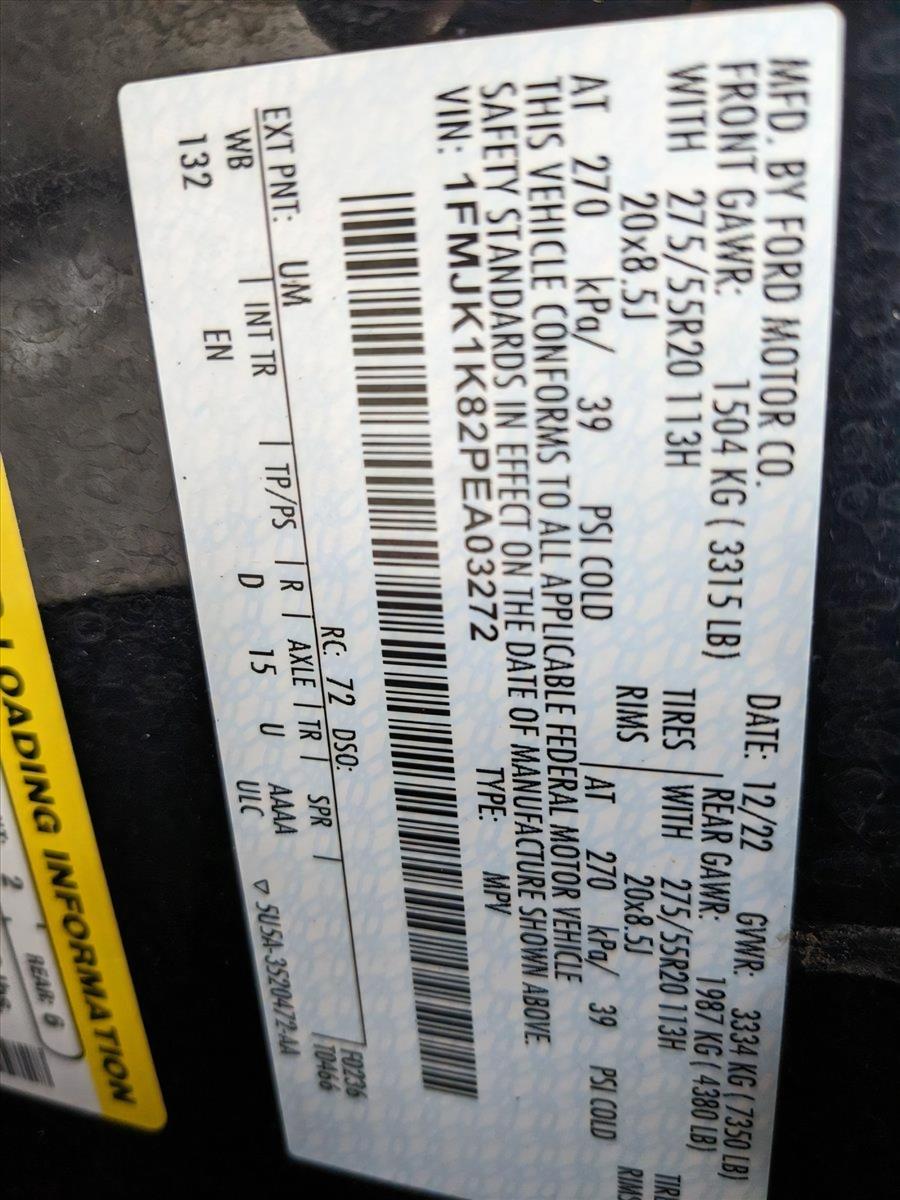 MFD. BY FORD MOTOR CO.
DATE: 12/22 GVWR: 3334 KG ( 7350 LB)
FRONT GAWR: 1504 KG ( 3315 LB) REAR GAWR: 1987 KG ( 4380 LB)
WITH 275/55R20 113H TIRES WITH 275/55R20 113H TIR
20x8.5J RIMS 20x8.5J RIMS
AT 270 kPa/ 39 PSI COLD AT 270 kPa/ 39 PSI COLD
THIS VEHICLE CONFORMS TO ALL APPLICABLE FEDERAL MOTOR VEHICLE
SAFETY STANDARDS IN EFFECT ON THE DATE OF MANUFACTURE SHOWN ABOVE.
VIN: 1FMJK1K82PEA03272 TYPE: MPV
EXT PNT: UM RC: 72 DSO:
WB | INT TR | TP/PS | R | AXLE | TR | SPR |
132 EN D 15 U AAAA
ULC ▽ 5U5A-3520472-AA
LOADING INFORMATION
2 REAR 6